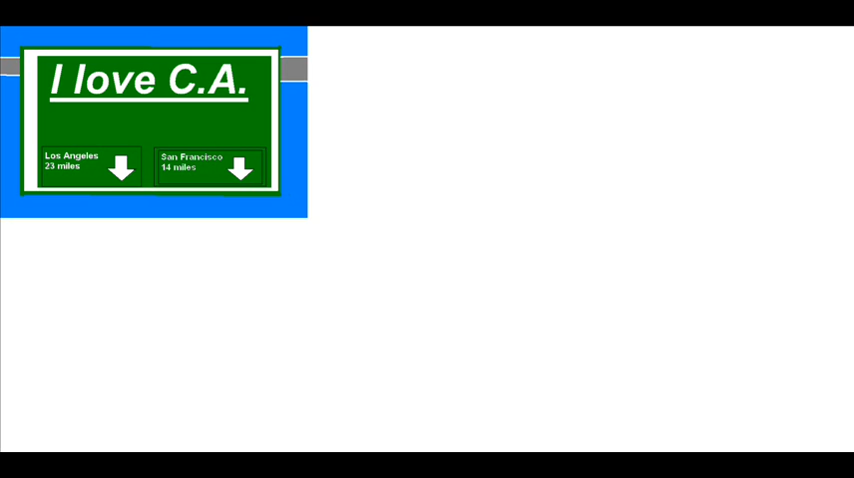 I love C.A.
Los Angeles
23 miles
San Francisco
14 miles